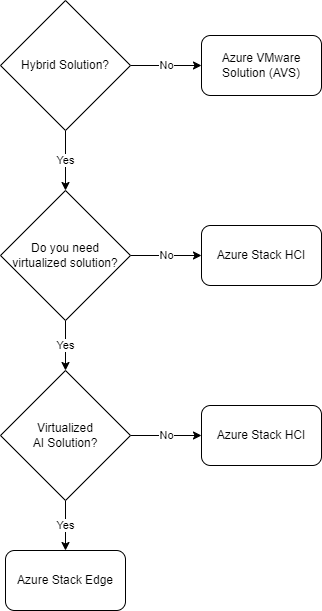 Hybrid Solution?
No
Azure VMware
Solution (AVS)
Yes
Do you need
virtualized solution?
No
Azure Stack HCI
Yes
Virtualized
AI Solution?
No
Azure Stack HCI
Yes
Azure Stack Edge